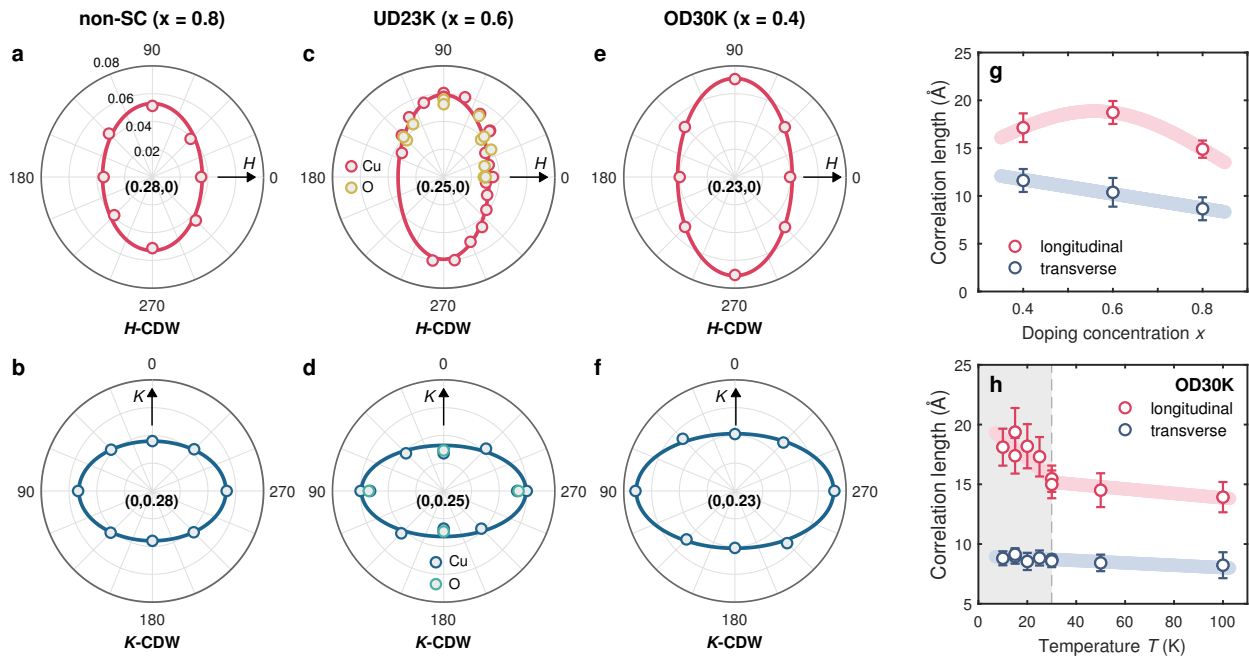 non-SC (x = 0.8)
UD23K (x = 0.6)
OD30K (x = 0.4)
a
90
0.08
0.06
0.04
0.02
180
H
0
(0.28,0)
270
H-CDW
c
90
Cu
O
H
0
180
(0.25,0)
270
H-CDW
e
90
180
H
0
(0.23,0)
270
H-CDW
g
25
20
15
10
5
0
Correlation length (Å)
longitudinal
transverse
0.4
0.6
0.8
Doping concentration x
b
0
K
90
270
(0,0.28)
180
K-CDW
d
0
K
90
270
(0,0.25)
Cu
O
180
K-CDW
f
0
K
90
270
(0,0.23)
180
K-CDW
h
OD30K
25
20
15
10
5
Correlation length (Å)
longitudinal
transverse
0
20
40
60
80
100
Temperature T (K)